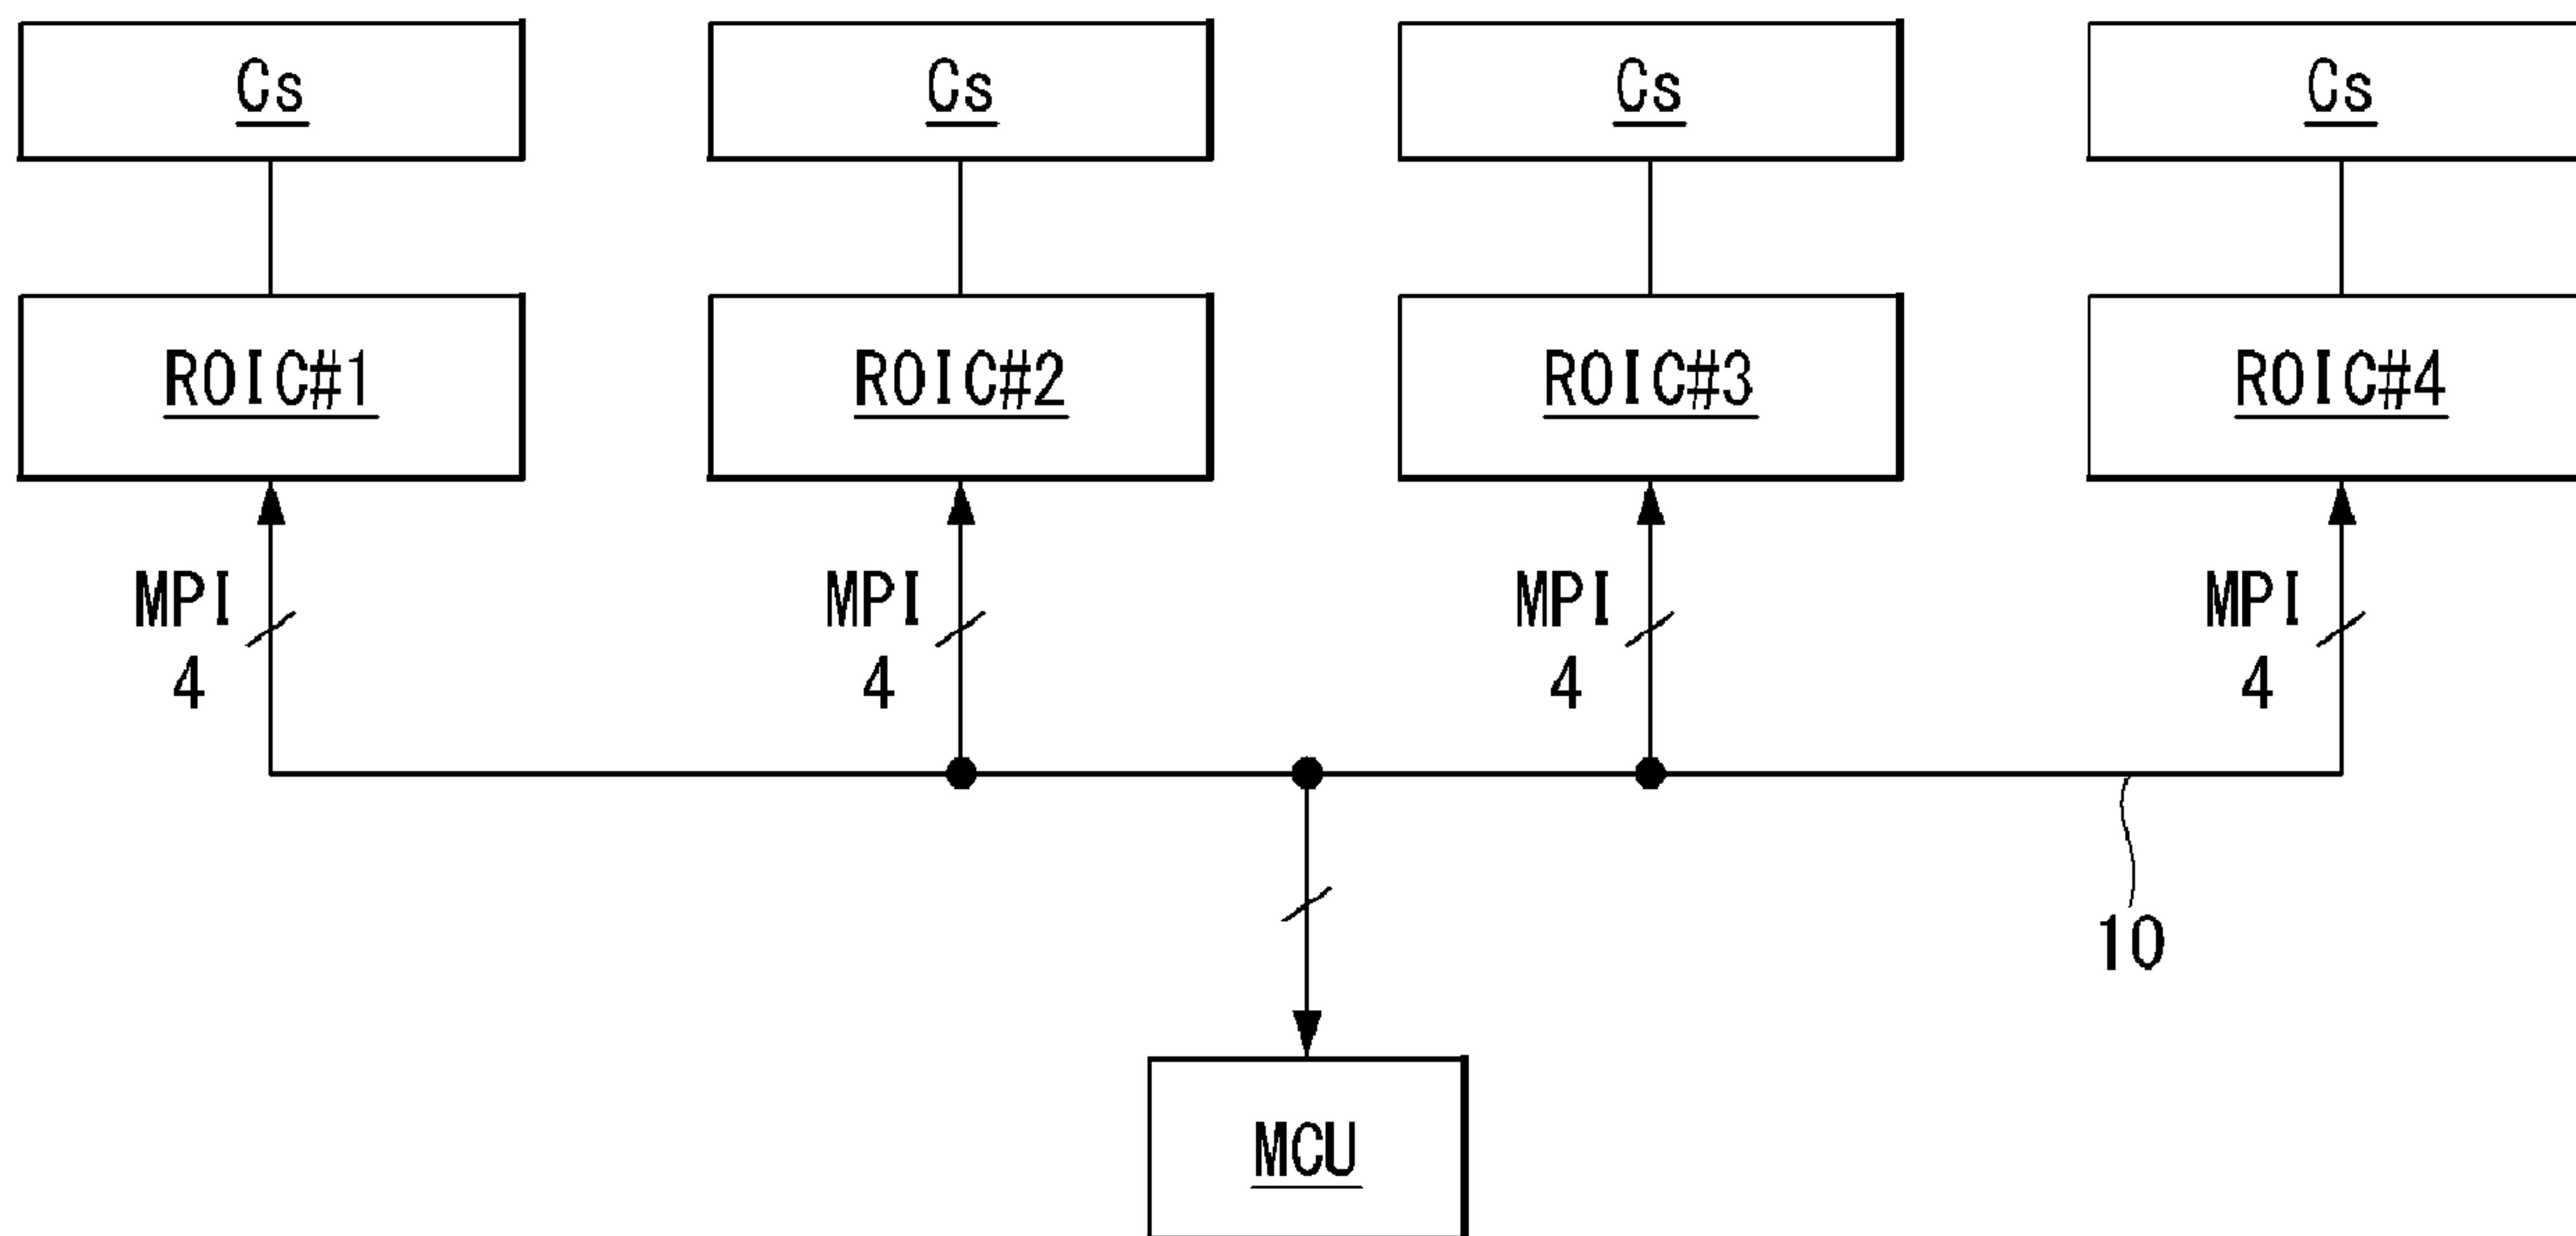 Cs Cs Cs Cs
ROIC#1 ROIC#2 ROIC#3 ROIC#4
MPI MPI MPI MPI
4 4 4 4
10
MCU